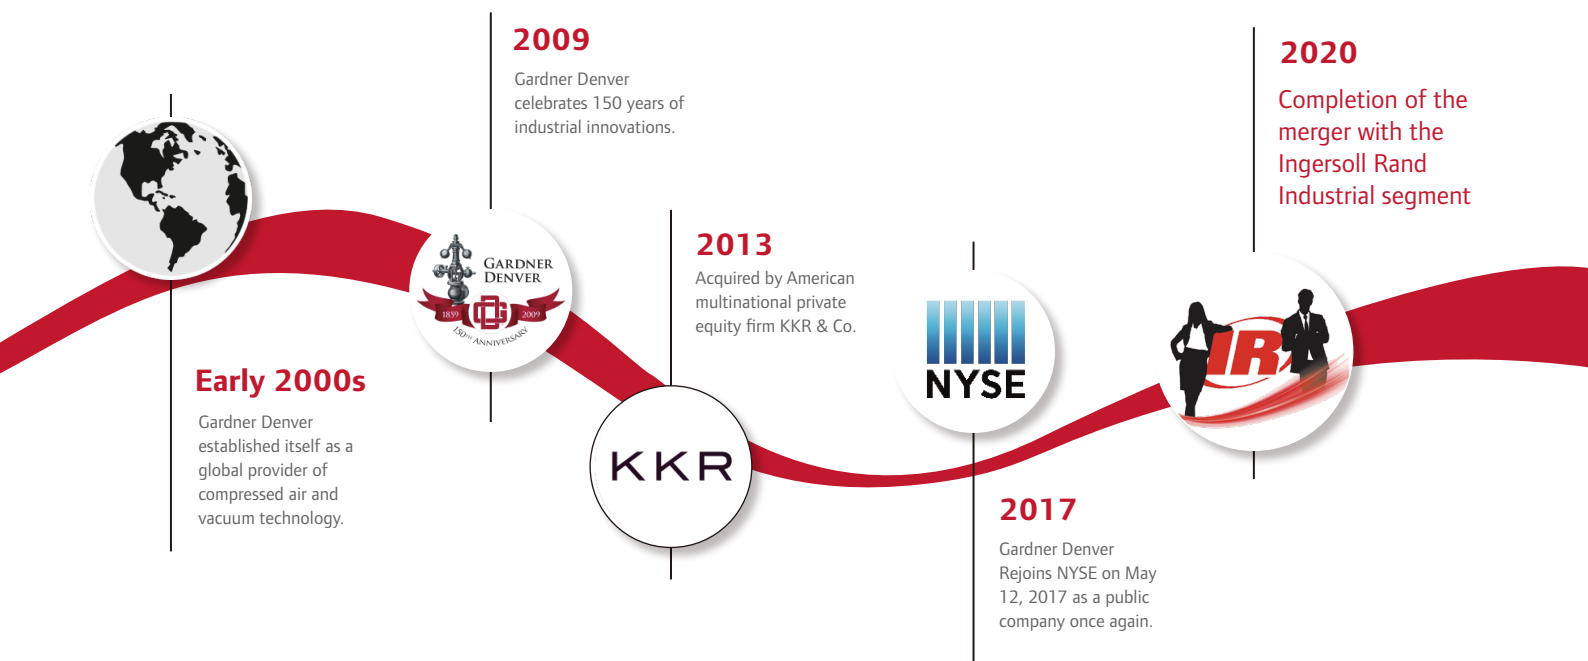 Early 2000s
Gardner Denver
established itself as a
global provider of
compressed air and
vacuum technology.
2009
Gardner Denver
celebrates 150 years of
industrial innovations.
GARDNER
DENVER
1859
2009
150TH ANNIVERSARY
2013
Acquired by American
multinational private
equity firm KKR & Co.
KKR
NYSE
2017
Gardner Denver
Rejoins NYSE on May
12, 2017 as a public
company once again.
2020
Completion of the
merger with the
Ingersoll Rand
Industrial segment
IR